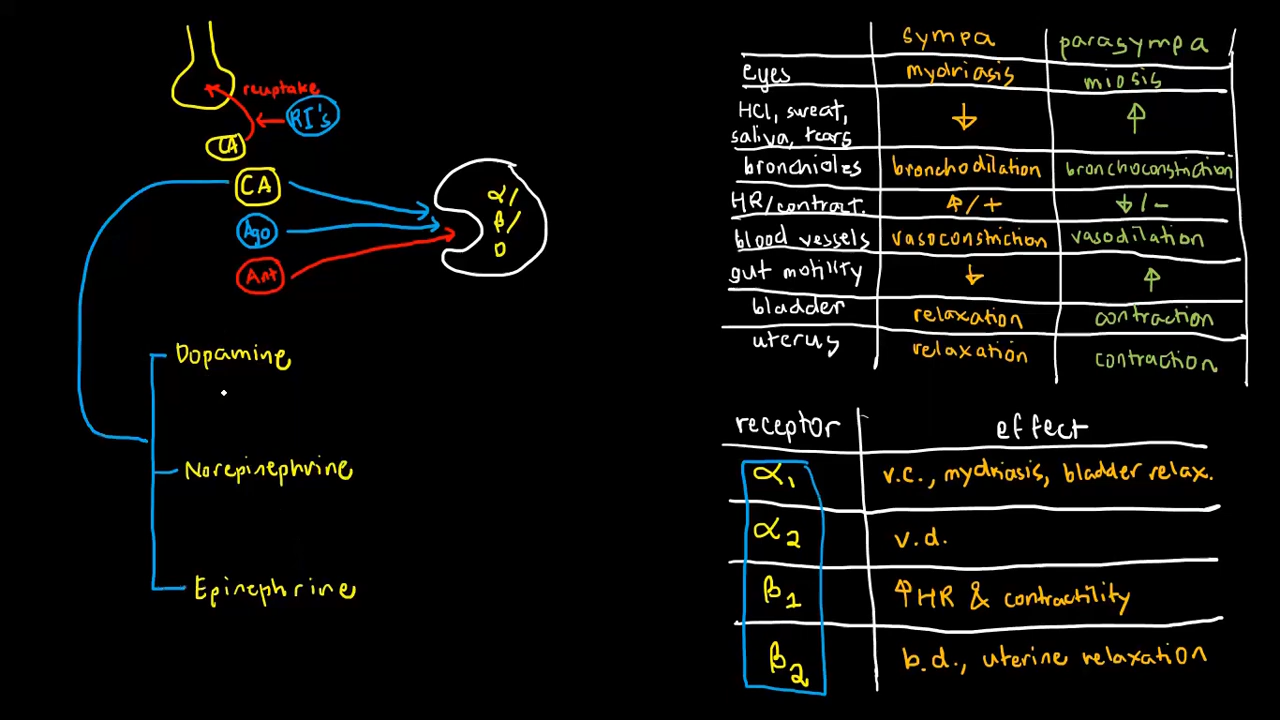 reuptake
RI's
CA
CA
Ago
Ant
α/
β/
D
Dopamine
Norepinephrine
Epinephrine
sympa parasympa
eyes mydriasis miosis
HCl, sweat, saliva, tears ↓ ↑
bronchioles bronchodilation bronchoconstriction
HR/contract. ↑/+ ↓/-
blood vessels vasoconstriction vasodilation
gut motility ↓ ↑
bladder relaxation contraction
uterus relaxation contraction
receptor effect
α1 v.c., mydriasis, bladder relax.
α2 v.d.
β1 ↑HR & contractility
β2 b.d., uterine relaxation